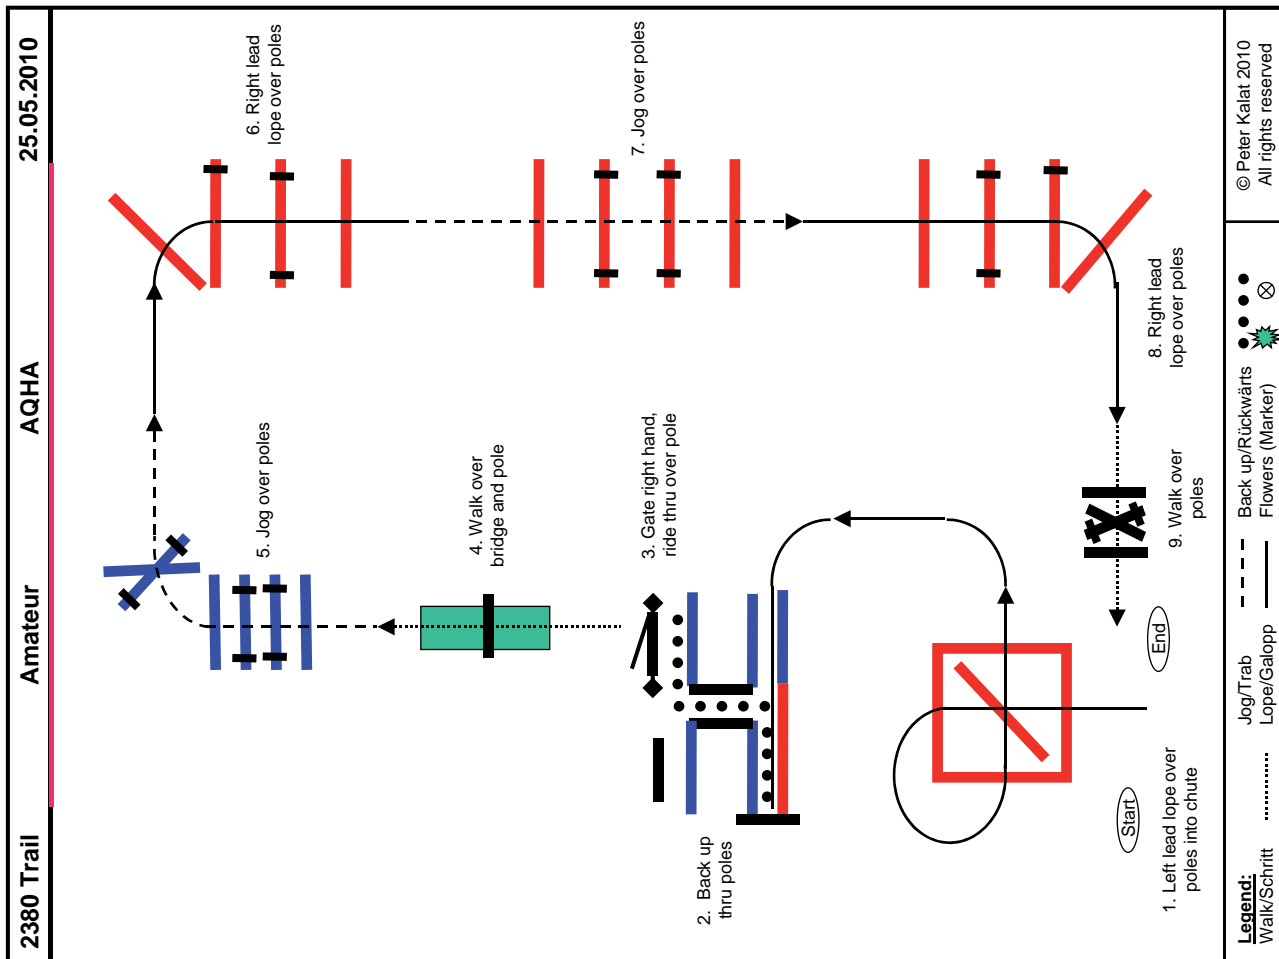 2380 Trail Amateur AQHA 25.05.2010
1. Left lead lope over
poles into chute
2. Back up
thru poles
3. Gate right hand,
ride thru over pole
4. Walk over
bridge and pole
5. Jog over poles
6. Right lead
lope over poles
7. Jog over poles
8. Right lead
lope over poles
9. Walk over
poles
Start
End
Legend:
Walk/Schritt
Jog/Trab
Lope/Galopp
Back up/Rückwärts
Flowers (Marker)
© Peter Kalat 2010
All rights reserved